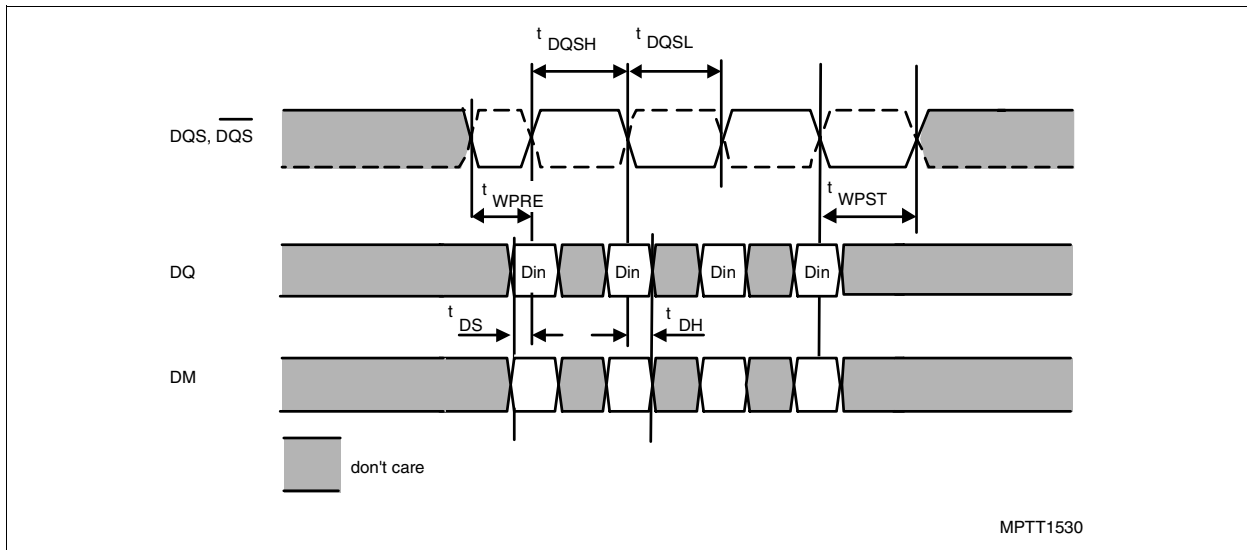 t DQSH
t DQSL
DQS, DQS
t WPRE
t WPST
DQ
Din Din Din Din
t DS
t DH
DM
don't care
MPTT1530